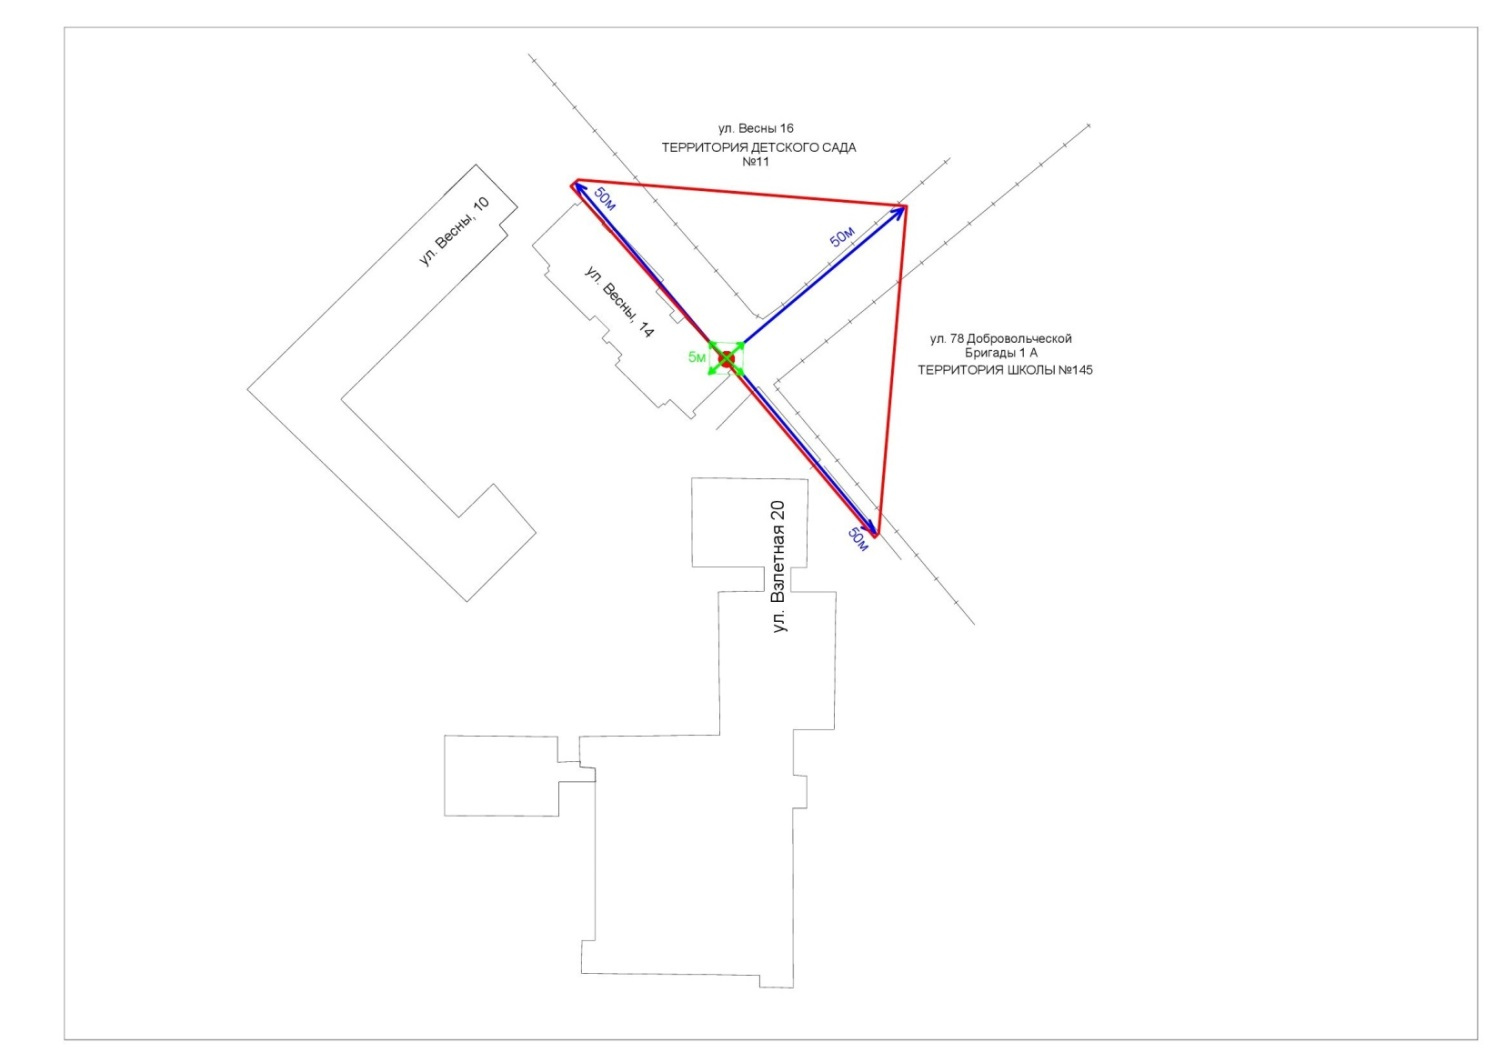 ул. Весны 16
ТЕРРИТОРИЯ ДЕТСКОГО САДА
№11
50м
ул. Весны, 10
50м
ул. Весны, 14
ул. 78 Добровольческой
Бригады 1 А
ТЕРРИТОРИЯ ШКОЛЫ №145
5м
50м
ул. Взлетная 20